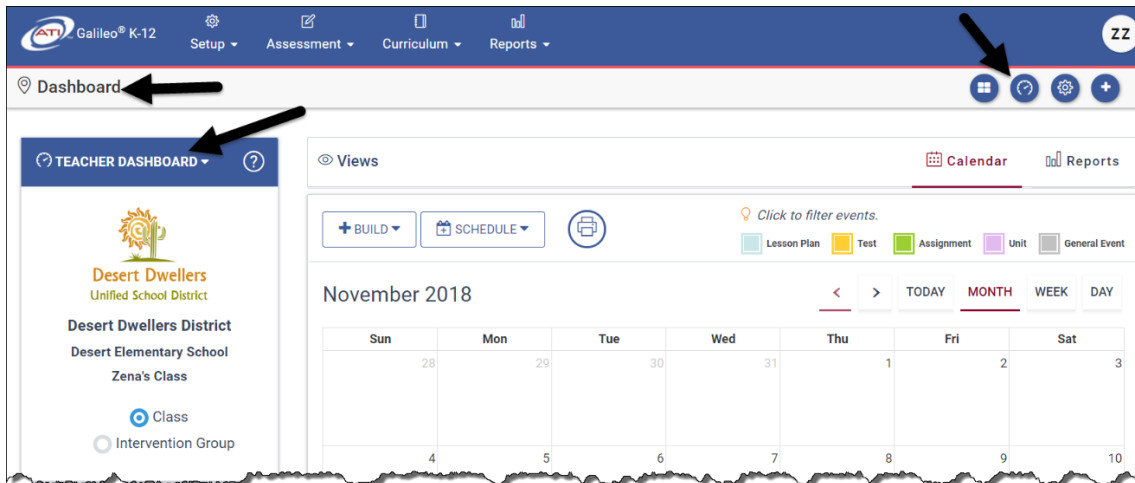 ATI Galileo® K-12
Setup Assessment Curriculum Reports
ZZ
Dashboard
TEACHER DASHBOARD ?
Desert Dwellers
Unified School District
Desert Dwellers District
Desert Elementary School
Zena's Class
Class
Intervention Group
Views Calendar Reports
BUILD SCHEDULE
Click to filter events.
Lesson Plan Test Assignment Unit General Event
November 2018 < > TODAY MONTH WEEK DAY
Sun Mon Tue Wed Thu Fri Sat
28 29 30 31 1 2 3
4 5 6 7 8 9 10